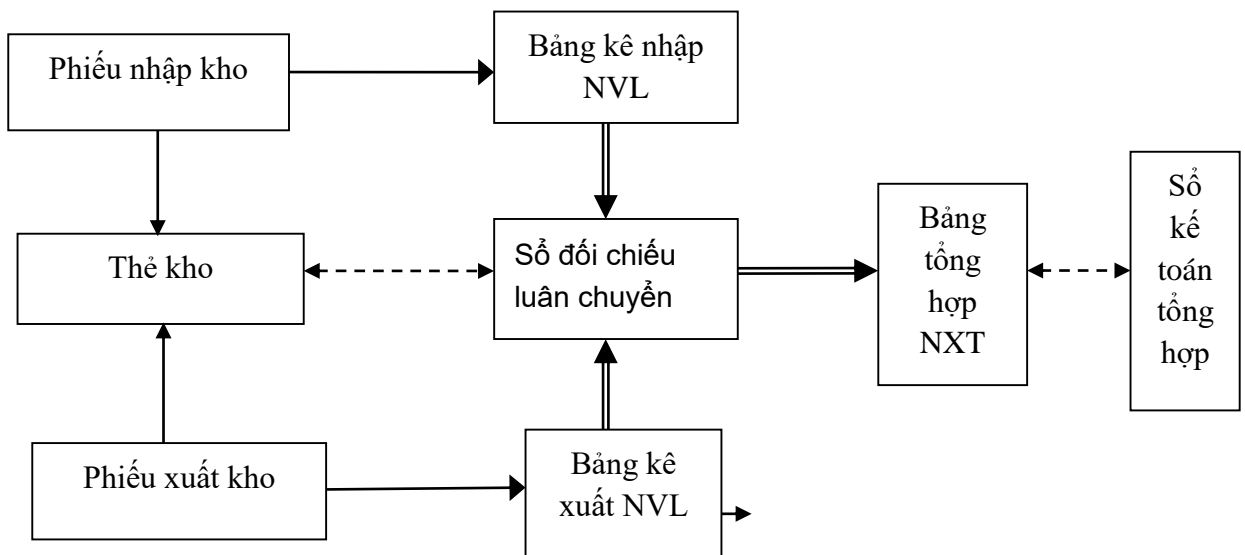 Phiếu nhập kho
Bảng kê nhập
NVL
Thẻ kho
Sổ đối chiếu
luân chuyển
Bảng
tổng
hợp
NXT
Sổ
kế
toán
tổng
hợp
Phiếu xuất kho
Bảng kê
xuất NVL